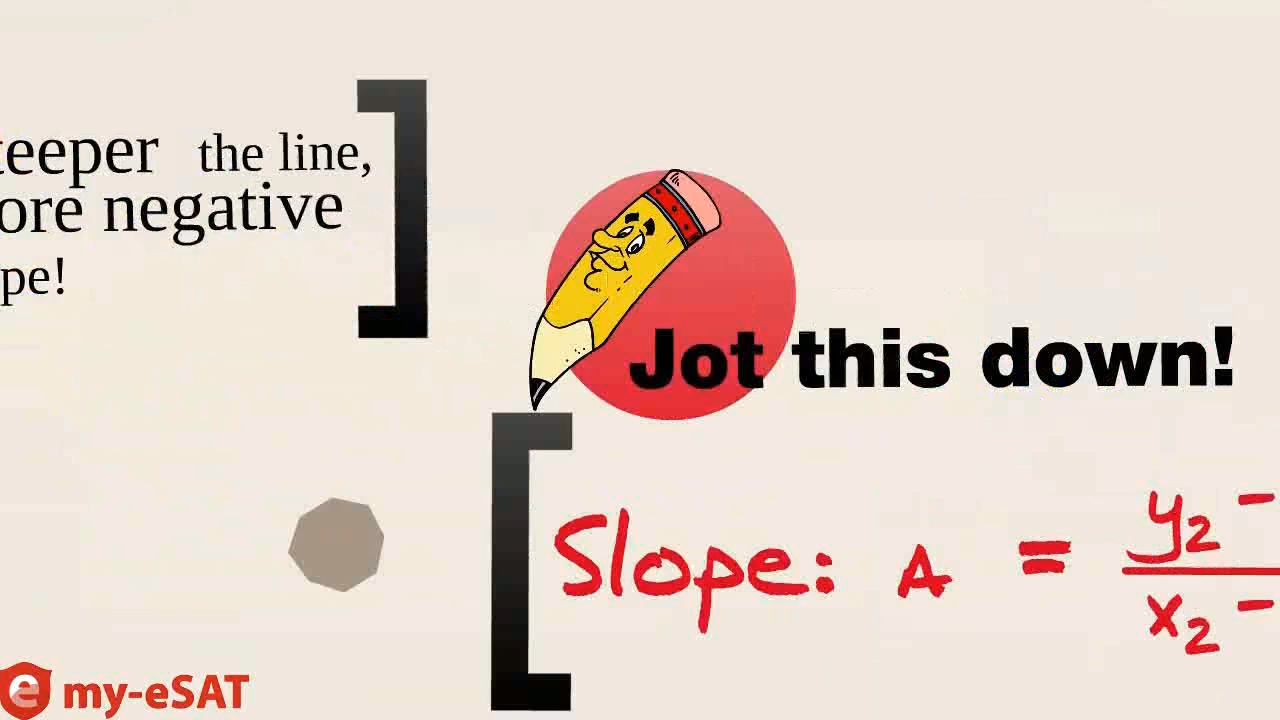 teeper the line,
ore negative
pe!
Jot this down!
Slope: A = y2 -
x2 -
my-eSAT